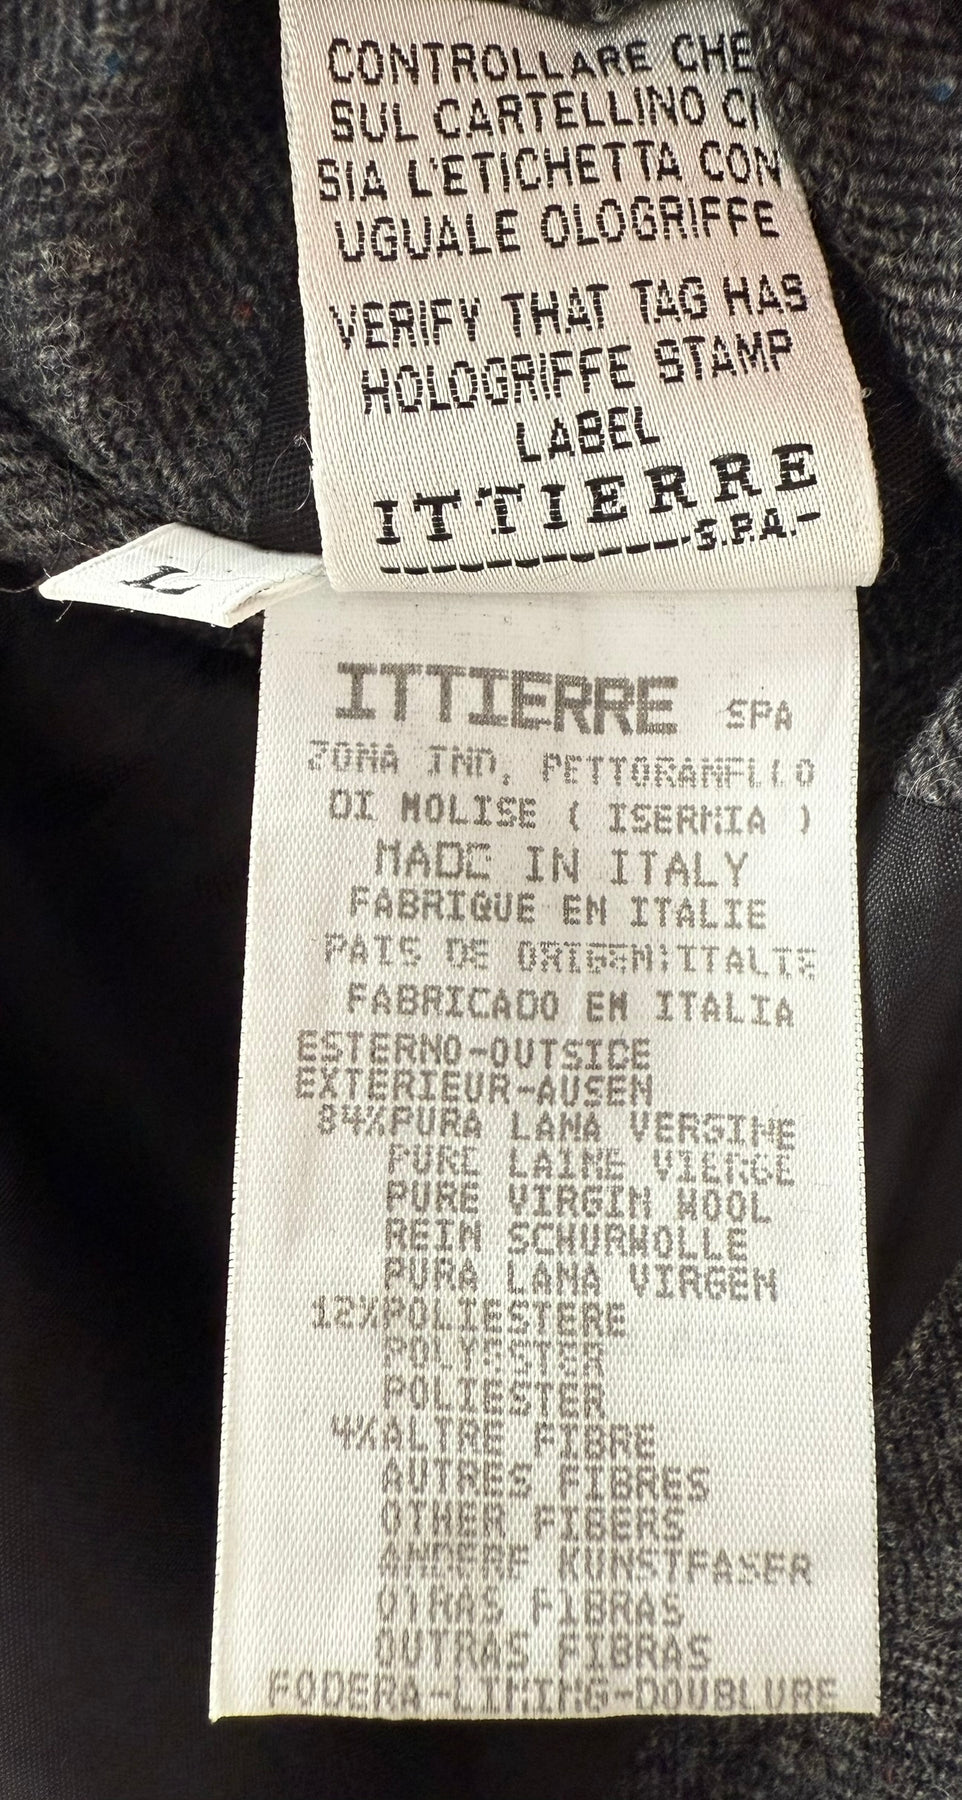 CONTROLLARE CHE
SUL CARTELLINO CI
SIA L'ETICHETTA CON
UGUALE OLOGRIFFE
VERIFY THAT TAG HAS
HOLOGRIFFE STAMP
LABEL
ITTIERRE
S.P.A.
L
ITTIERRE SPA
ZONA IND. PETTORANELLO
DI MOLISE ( ISERNIA )
MADE IN ITALY
FABRIQUE EN ITALIE
PAIS DE ORIGEN:ITALIE
FABRICADO EN ITALIA
ESTERNO-OUTSIDE
EXTERIEUR-AUSEN
84%PURA LANA VERGINE
PURE LAINE VIERGE
PURE VIRGIN WOOL
REIN SCHURWOLLE
PURA LANA VIRGEN
12%POLIESTERE
POLYESTER
POLIESTER
4%ALTRE FIBRE
AUTRES FIBRES
OTHER FIBERS
ANDERE KUNSTFASER
OTRAS FIBRAS
OUTRAS FIBRAS
FODERA-LINING-DOUBLURE